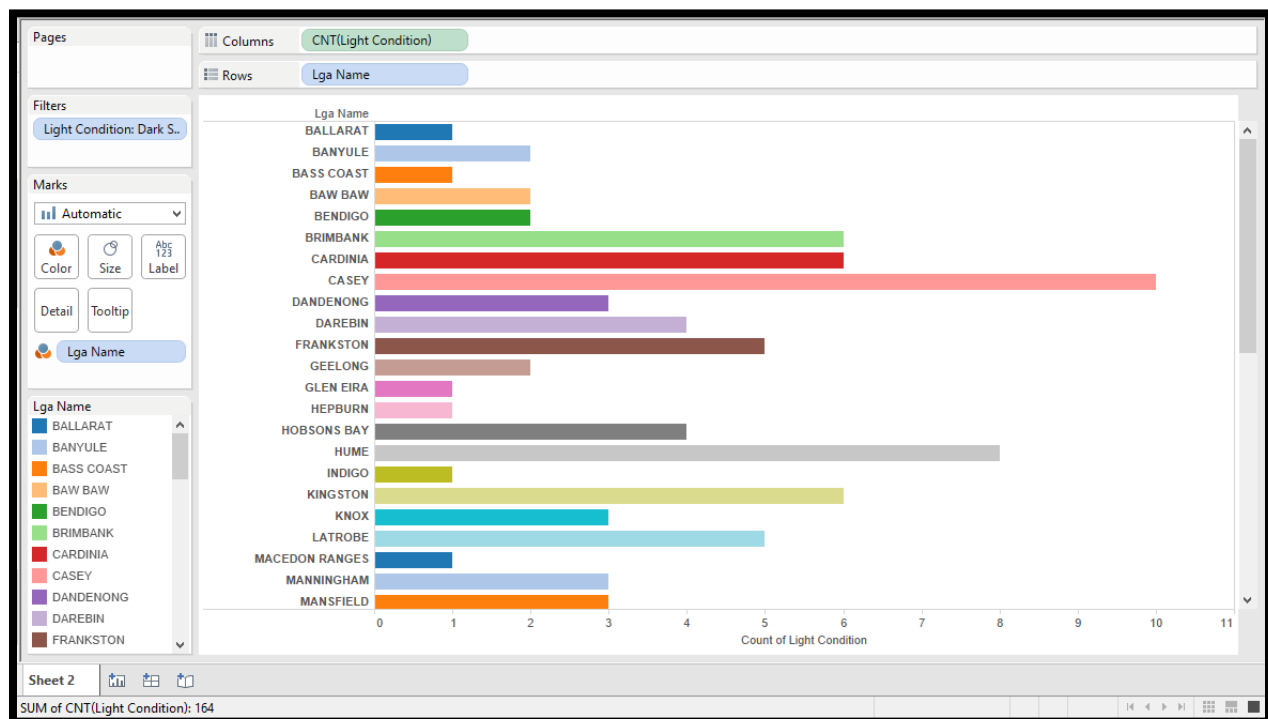 Pages
Columns
CNT(Light Condition)
Rows
Lga Name
Filters
Light Condition: Dark S..
Marks
Automatic
Color
Size
Abc
123
Label
Detail
Tooltip
Lga Name
Lga Name
BALLARAT
BANYULE
BASS COAST
BAW BAW
BENDIGO
BRIMBANK
CARDINIA
CASEY
DANDENONG
DAREBIN
FRANKSTON
Lga Name
BALLARAT
BANYULE
BASS COAST
BAW BAW
BENDIGO
BRIMBANK
CARDINIA
CASEY
DANDENONG
DAREBIN
FRANKSTON
GEELONG
GLEN EIRA
HEPBURN
HOBSONS BAY
HUME
INDIGO
KINGSTON
KNOX
LATROBE
MACEDON RANGES
MANNINGHAM
MANSFIELD
0 1 2 3 4 5 6 7 8 9 10 11
Count of Light Condition
Sheet 2
SUM of CNT(Light Condition): 164